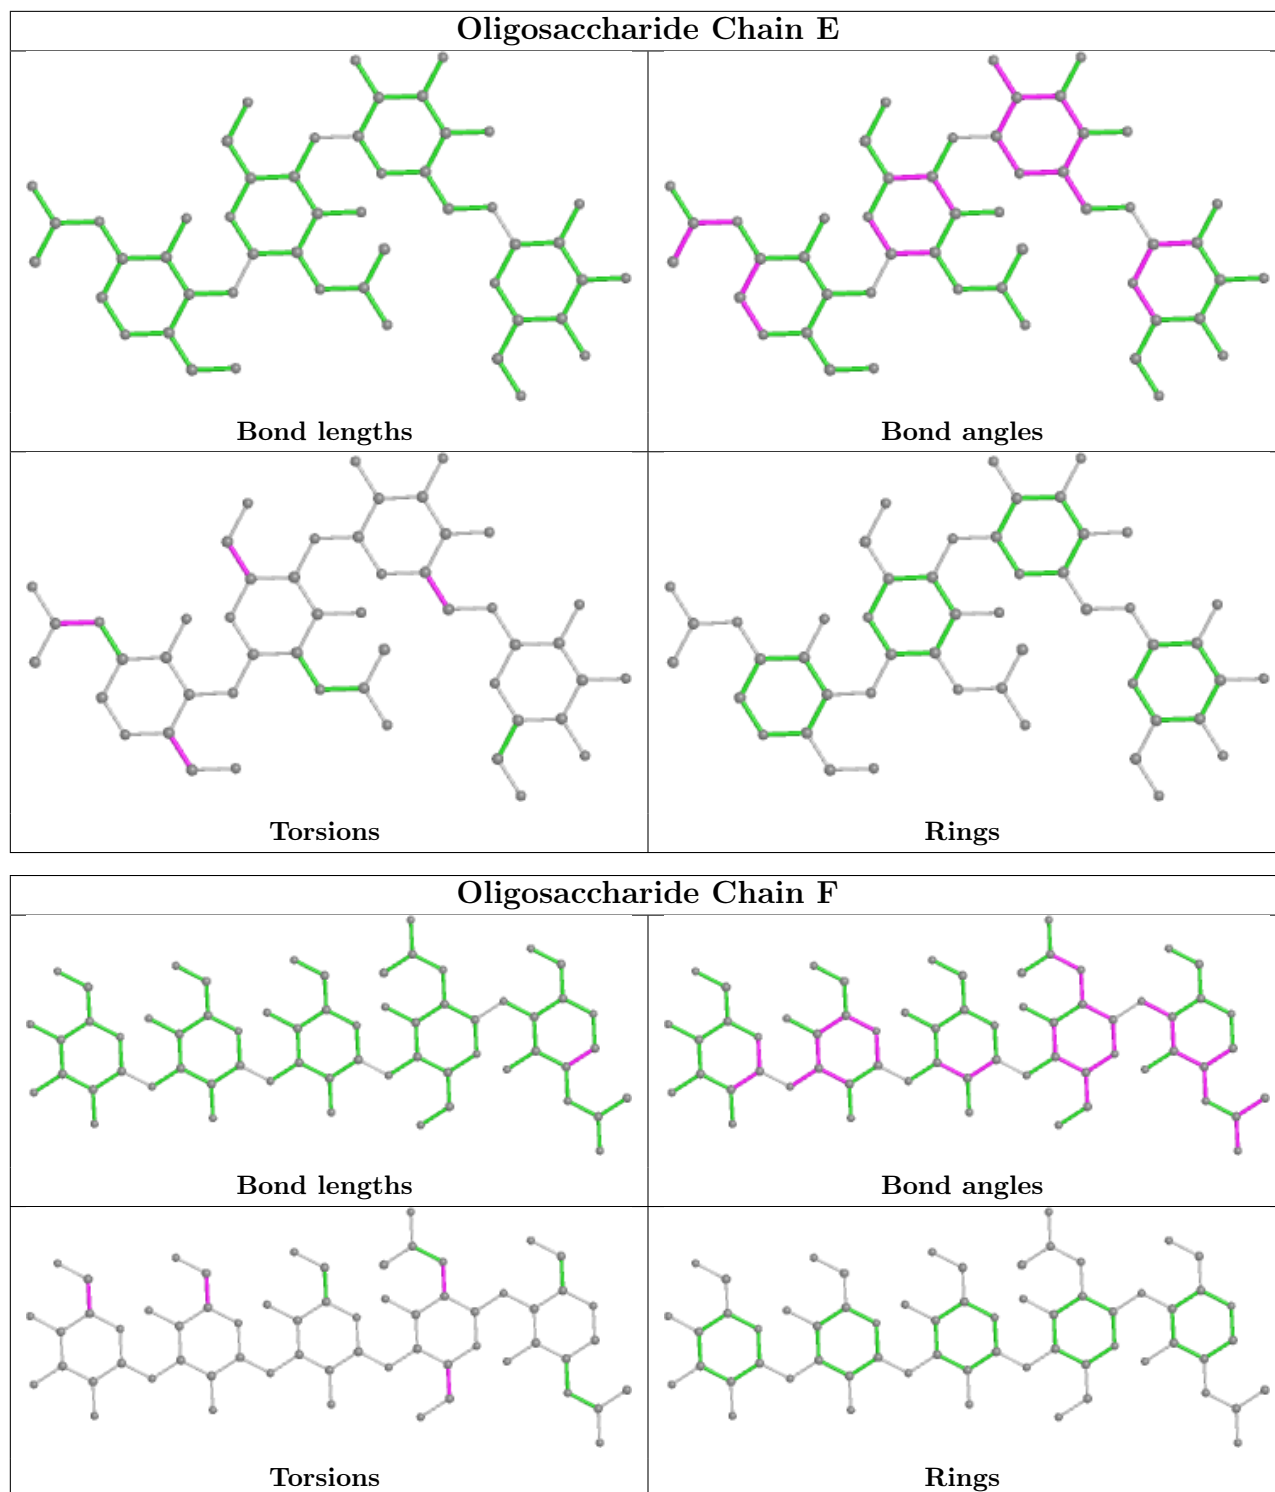 Oligosaccharide Chain E
Bond lengths
Bond angles
Torsions
Rings
Oligosaccharide Chain F
Bond lengths
Bond angles
Torsions
Rings